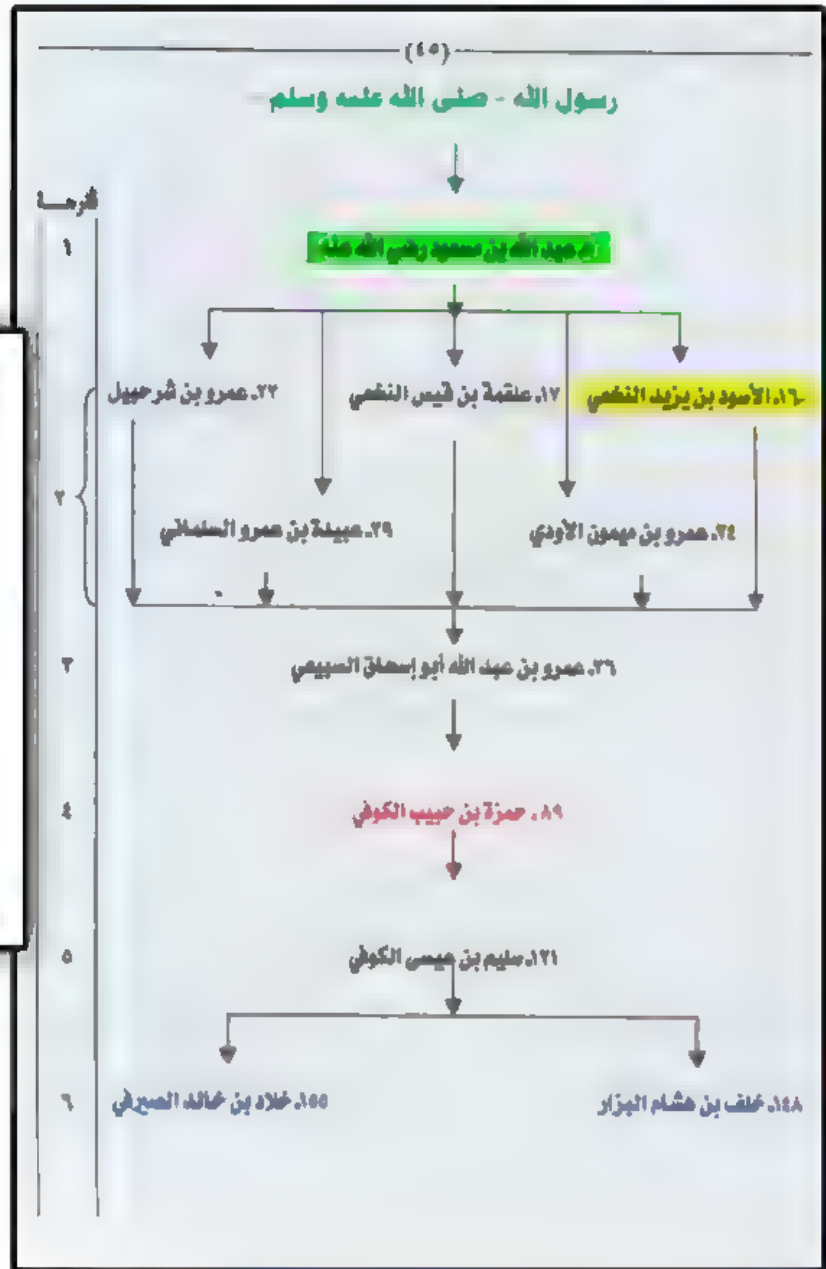 (٤٥)
رسول الله - صلى الله عليه وسلم
الدرجة
١
عبد الله بن مسعود رضي الله عنه
١٦. الأسود بن يزيد النخعي
١٧. علقمة بن قيس النخعي
٢٢. عمرو بن شرحبيل
٢
٢٤. عمرو بن ميمون الأودي
٢٩. عبيدة بن عمرو السلماني
٣
٣٦. عمرو بن عبد الله أبو إسحاق السبيعي
٤
٨٩. حمزة بن حبيب الكوفي
٥
١٢١. سليم بن عيسى الكوفي
٦
١٤٨. خلف بن هشام البزار
١٥٥. خلاد بن خالد الصيرفي